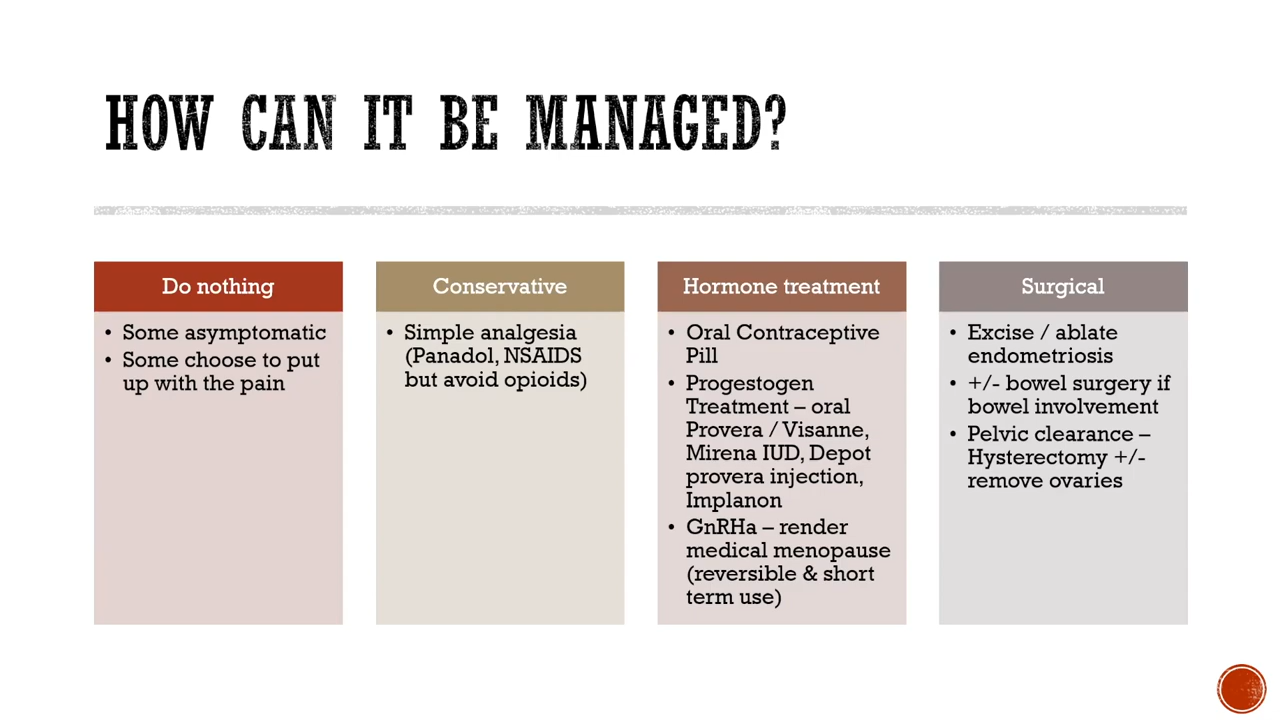 HOW CAN IT BE MANAGED?
Do nothing
• Some asymptomatic
• Some choose to put
up with the pain
Conservative
• Simple analgesia
(Panadol, NSAIDS
but avoid opioids)
Hormone treatment
• Oral Contraceptive
Pill
• Progestogen
Treatment – oral
Provera / Visanne,
Mirena IUD, Depot
provera injection,
Implanon
• GnRHa – render
medical menopause
(reversible & short
term use)
Surgical
• Excise / ablate
endometriosis
• +/- bowel surgery if
bowel involvement
• Pelvic clearance –
Hysterectomy +/-
remove ovaries